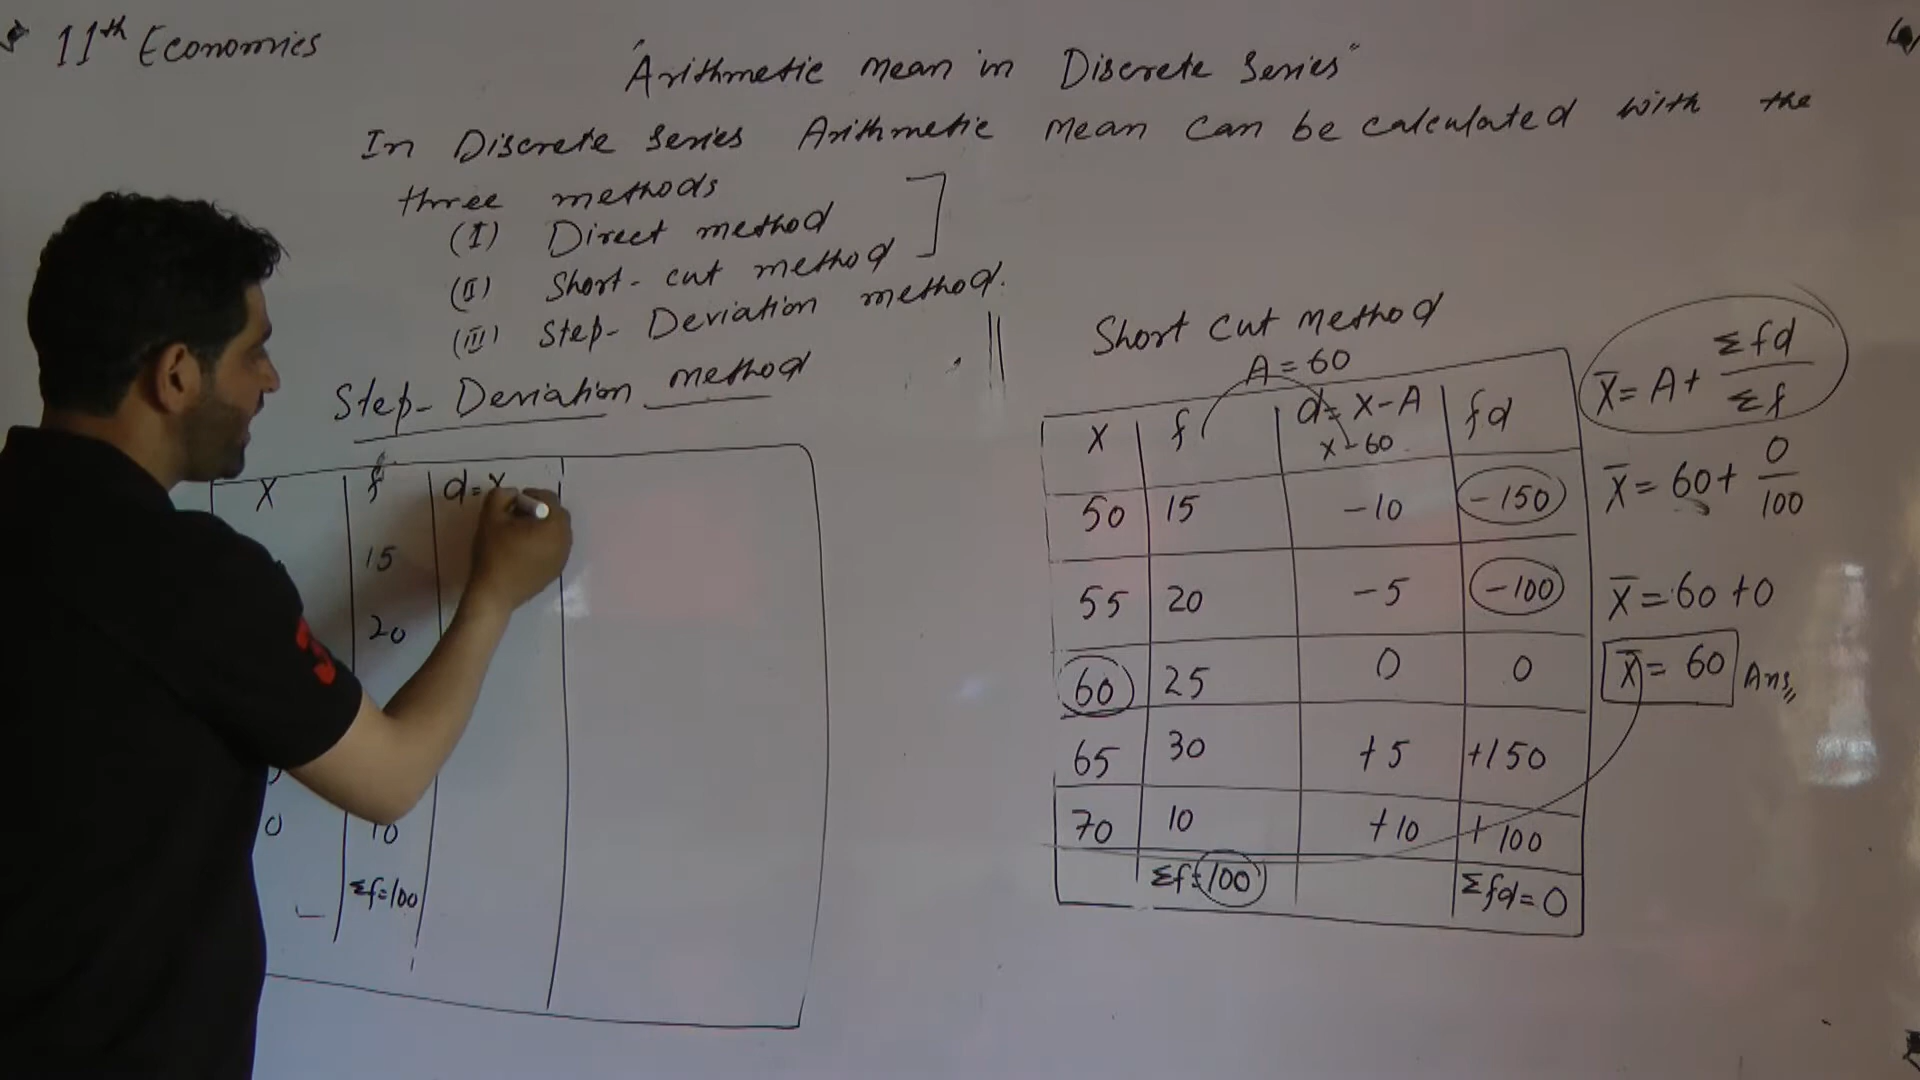 11th Economics
"Arithmetic mean in Discrete Series"
In Discrete Series Arithmetic mean can be calculated with the
three methods
(I) Direct method
(II) Short-cut method
(III) Step-Deviation method.
Step-Deviation method
X f d=X
15
20
0 10
Σf=100
Short Cut method
A=60
X f d=X-A fd
X-60
50 15 -10 -150
55 20 -5 -100
60 25 0 0
65 30 +5 +150
70 10 +10 +100
Σf=100 Σfd=0
X̄ = A + Σfd/Σf
X̄ = 60 + 0/100
X̄ = 60 + 0
X̄ = 60 Ans